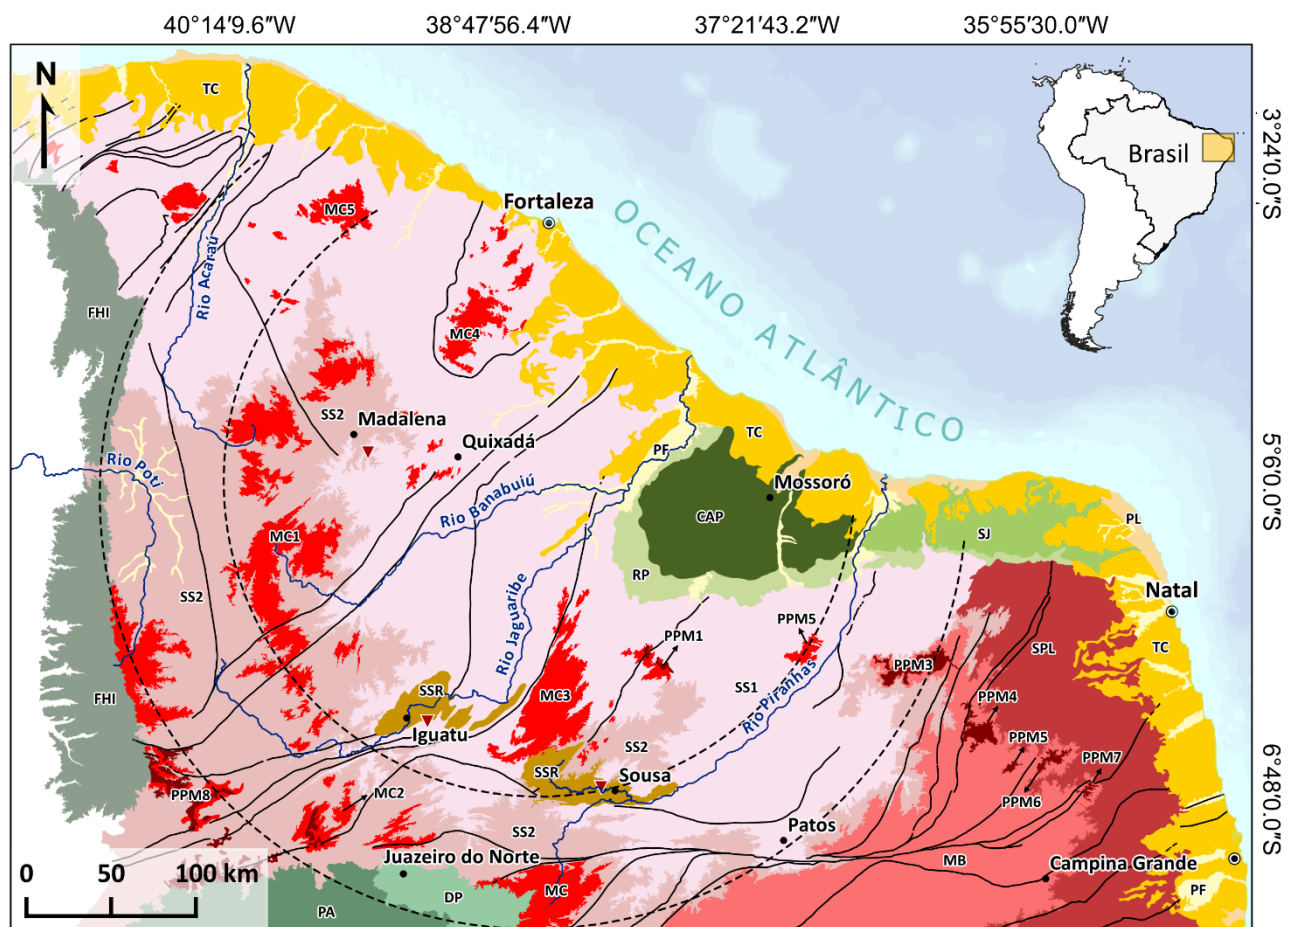 40°14′9.6″W 38°47′56.4″W 37°21′43.2″W 35°55′30.0″W
N
TC
Brasil
3°24′0.0″S
MC5
Fortaleza
OCEANO ATLÂNTICO
Rio Acaraú
FHI
MC4
SS2
Madalena
Quixadá
TC
PF
5°6′0.0″S
Rio Potí
Rio Banabuiú
Mossoró
CAP
PL
SJ
MC1
RP
SS2
Rio Jaguaribe
Natal
PPM1
PPM5
SPL
TC
PPM3
FHI
SSR
MC3
SS1
Rio Piranhas
PPM4
Iguatu
SS2
PPM5
PPM7
SSR
Sousa
PPM8
MC2
PPM6
6°48′0.0″S
SS2
Patos
Juazeiro do Norte
MB
Campina Grande
0 50 100 km
MC
DP
PF
PA